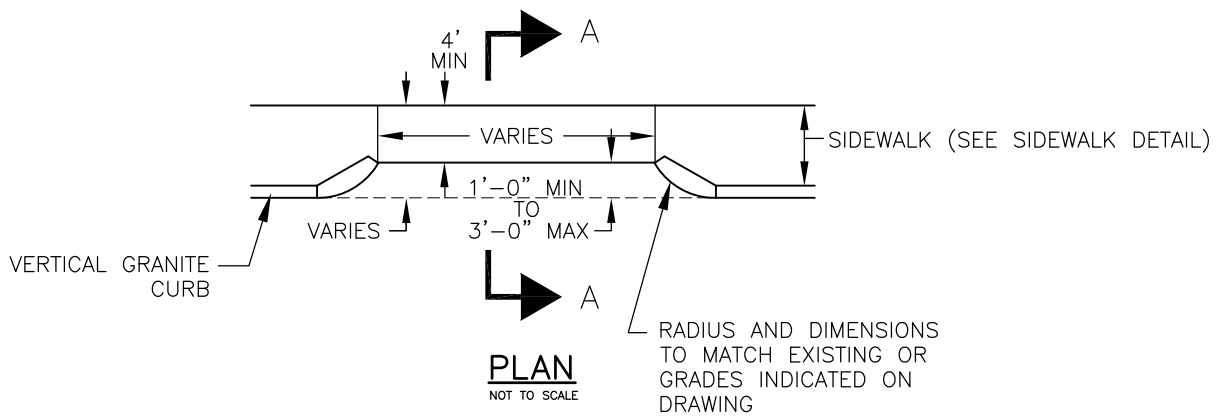 A
4'
MIN
VARIES
SIDEWALK (SEE SIDEWALK DETAIL)
1'-0" MIN
TO
VARIES
3'-0" MAX
VERTICAL GRANITE
CURB
A
RADIUS AND DIMENSIONS
TO MATCH EXISTING OR
GRADES INDICATED ON
DRAWING
PLAN
NOT TO SCALE